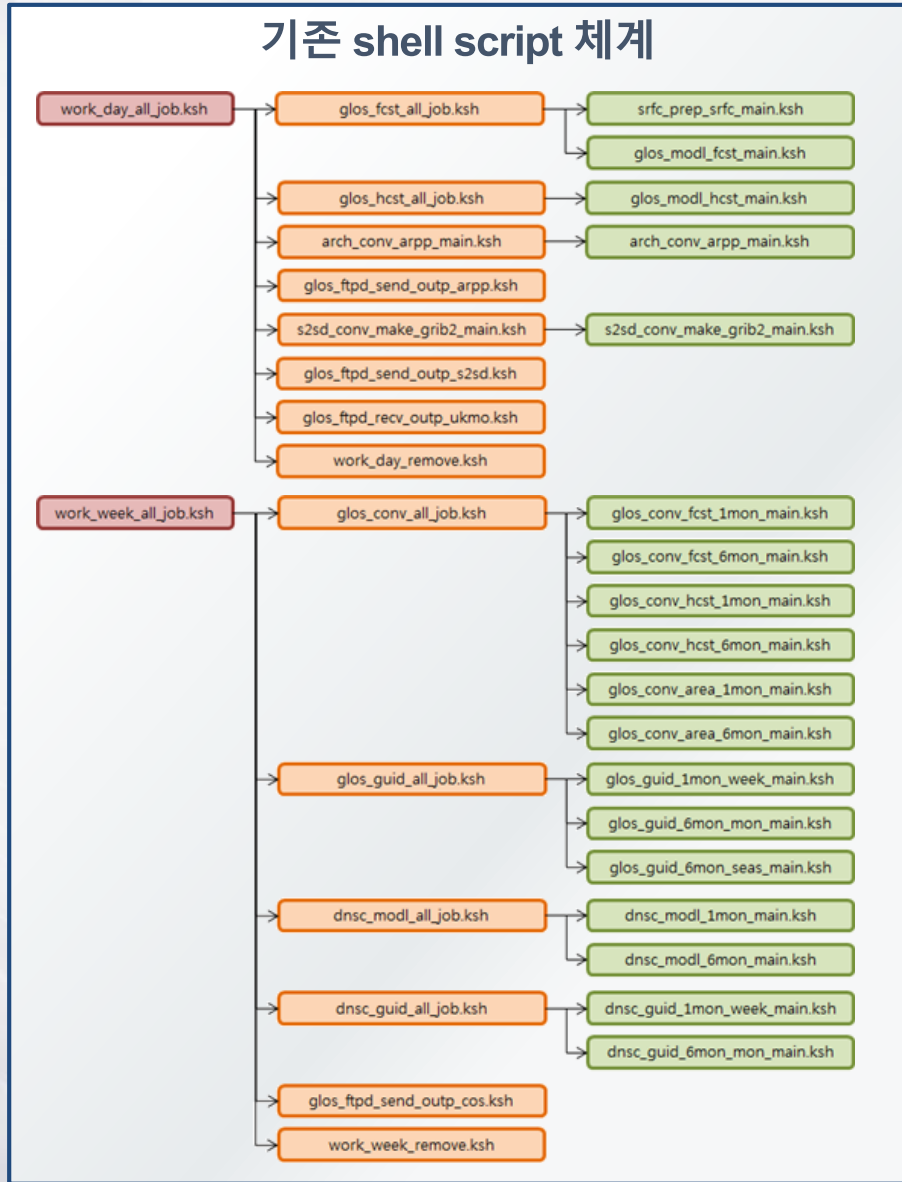 기존 shell script 체계
work_day_all_job.ksh
glos_fcst_all_job.ksh
srfc_prep_srfc_main.ksh
glos_modl_fcst_main.ksh
glos_hcst_all_job.ksh
glos_modl_hcst_main.ksh
arch_conv_arpp_main.ksh
arch_conv_arpp_main.ksh
glos_ftpd_send_outp_arpp.ksh
s2sd_conv_make_grib2_main.ksh
s2sd_conv_make_grib2_main.ksh
glos_ftpd_send_outp_s2sd.ksh
glos_ftpd_recv_outp_ukmo.ksh
work_day_remove.ksh
work_week_all_job.ksh
glos_conv_all_job.ksh
glos_conv_fcst_1mon_main.ksh
glos_conv_fcst_6mon_main.ksh
glos_conv_hcst_1mon_main.ksh
glos_conv_hcst_6mon_main.ksh
glos_conv_area_1mon_main.ksh
glos_conv_area_6mon_main.ksh
glos_guid_all_job.ksh
glos_guid_1mon_week_main.ksh
glos_guid_6mon_mon_main.ksh
glos_guid_6mon_seas_main.ksh
dnsc_modl_all_job.ksh
dnsc_modl_1mon_main.ksh
dnsc_modl_6mon_main.ksh
dnsc_guid_all_job.ksh
dnsc_guid_1mon_week_main.ksh
dnsc_guid_6mon_mon_main.ksh
glos_ftpd_send_outp_cos.ksh
work_week_remove.ksh